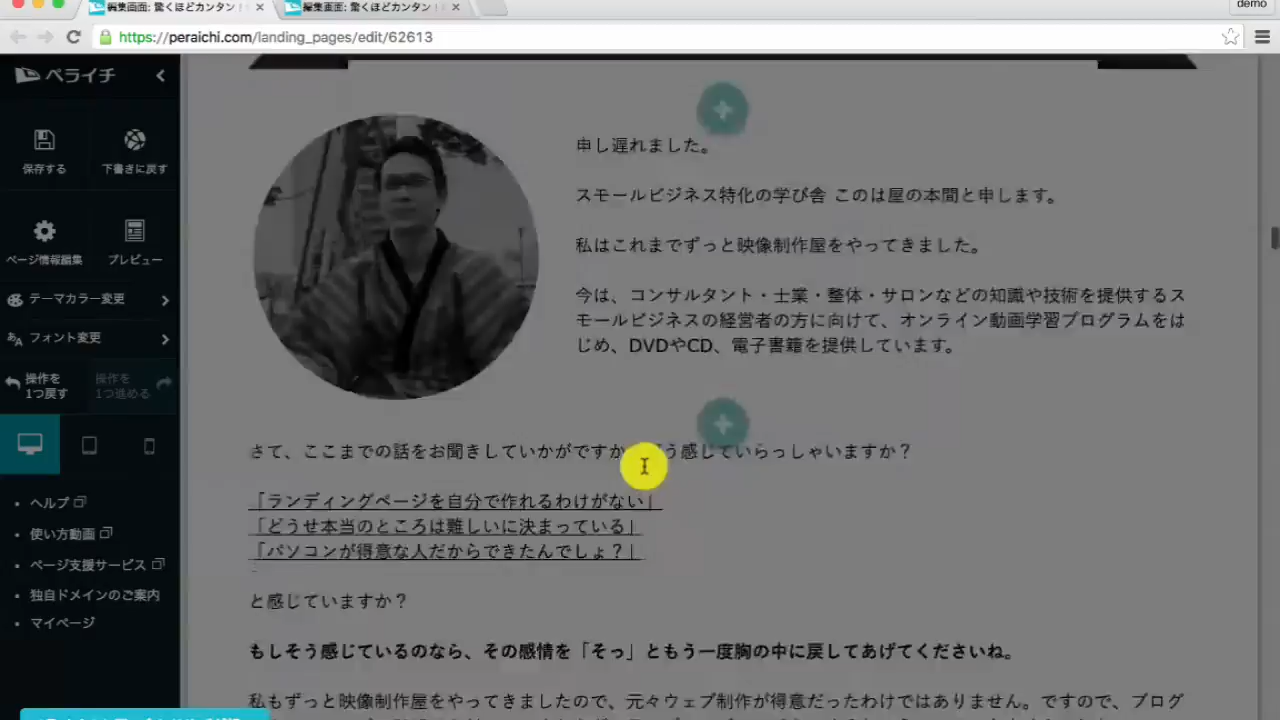 編集画面: 驚くほどカンタン！
編集画面: 驚くほどカンタン！
demo
https://peraichi.com/landing_pages/edit/62613
ペライチ
保存する
下書きに戻す
ページ情報編集
プレビュー
テーマカラー変更
フォント変更
操作を
1つ戻す
操作を
1つ進める
ヘルプ
使い方動画
ページ支援サービス
独自ドメインのご案内
マイページ
申し遅れました。
スモールビジネス特化の学び舎 このは屋の本間と申します。
私はこれまでずっと映像制作屋をやってきました。
今は、コンサルタント・士業・整体・サロンなどの知識や技術を提供するス
モールビジネスの経営者の方に向けて、オンライン動画学習プログラムをは
じめ、DVDやCD、電子書籍を提供しています。
さて、ここまでの話をお聞きしていかがですか う感じていらっしゃいますか？
「ランディングページを自分で作れるわけがない」
「どうせ本当のところは難しいに決まっている」
「パソコンが得意な人だからできたんでしょ？」
と感じていますか？
もしそう感じているのなら、その感情を「そっ」ともう一度胸の中に戻してあげてくださいね。
私もずっと映像制作屋をやってきましたので、元々ウェブ制作が得意だったわけではありません。ですので、ブログ